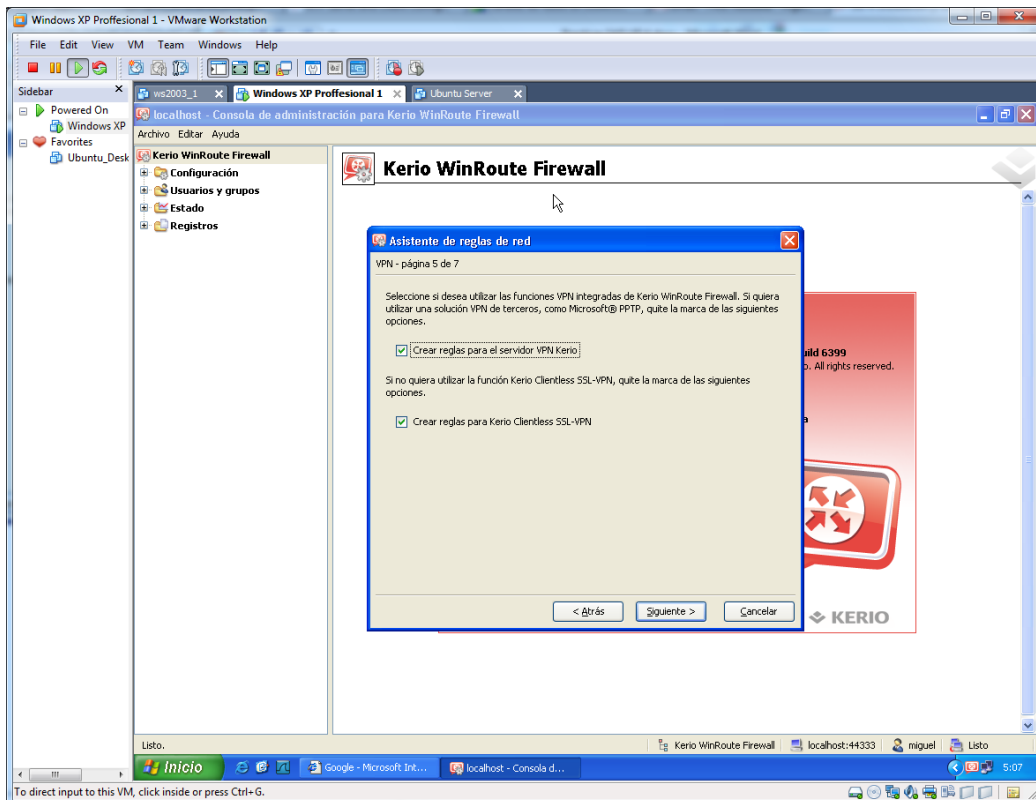 Windows XP Proffesional 1 - VMware Workstation
File Edit View VM Team Windows Help
Sidebar
ws2003_1
Windows XP Proffesional 1
Ubuntu Server
Powered On
Windows XP
Favorites
Ubuntu_Desk
localhost - Consola de administración para Kerio WinRoute Firewall
Archivo Editar Ayuda
Kerio WinRoute Firewall
Configuración
Usuarios y grupos
Estado
Registros
Kerio WinRoute Firewall
Asistente de reglas de red
VPN - página 5 de 7
Seleccione si desea utilizar las funciones VPN integradas de Kerio WinRoute Firewall. Si quiera
utilizar una solución VPN de terceros, como Microsoft® PPTP, quite la marca de las siguientes
opciones.
Crear reglas para el servidor VPN Kerio
Si no quiera utilizar la función Kerio Clientless SSL-VPN, quite la marca de las siguientes
opciones.
Crear reglas para Kerio Clientless SSL-VPN
< Atrás
Siguiente >
Cancelar
6399
All rights reserved.
KERIO
Listo.
Kerio WinRoute Firewall
localhost:44333
miguel
Listo
Inicio
Google - Microsoft Int...
localhost - Consola d...
5:07
To direct input to this VM, click inside or press Ctrl+G.